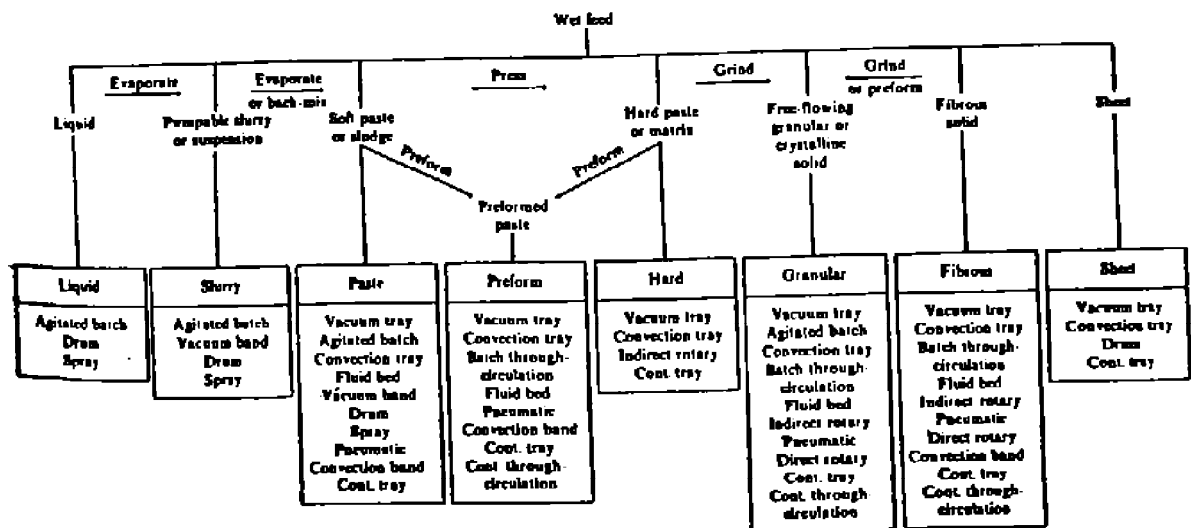 Wet feed
Evaporate
Evaporate
or back-mix
Press
Grind
Grind
or preform
Liquid
Pumpable slurry
or suspension
Soft paste
or sludge
Hard paste
or matrix
Free-flowing
granular or
crystalline
solid
Fibrous
solid
Sheet
Preform
Preform
Preformed
paste
Liquid
Agitated batch
Drum
Spray
Slurry
Agitated batch
Vacuum band
Drum
Spray
Paste
Vacuum tray
Agitated batch
Convection tray
Fluid bed
Vacuum band
Drum
Spray
Pneumatic
Convection band
Cont. tray
Preform
Vacuum tray
Convection tray
Batch through-
circulation
Fluid bed
Pneumatic
Convection band
Cont. tray
Cont. through-
circulation
Hard
Vacuum tray
Convection tray
Indirect rotary
Cont. tray
Granular
Vacuum tray
Agitated batch
Convection tray
Batch through-
circulation
Fluid bed
Indirect rotary
Pneumatic
Direct rotary
Cont. tray
Cont. through-
circulation
Fibrous
Vacuum tray
Convection tray
Batch through-
circulation
Fluid bed
Indirect rotary
Pneumatic
Direct rotary
Convection band
Cont. tray
Cont. through-
circulation
Sheet
Vacuum tray
Convection tray
Drum
Cont. tray